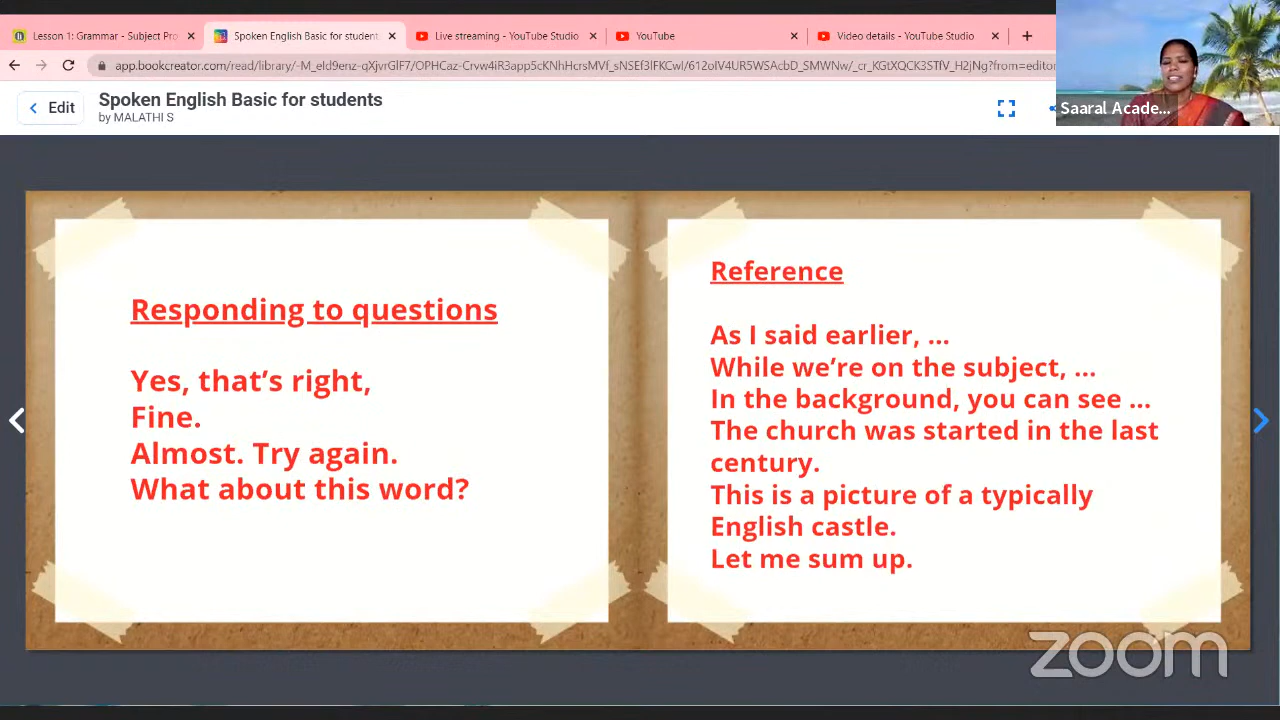 Lesson 1: Grammar - Subject Pro
Spoken English Basic for student
Live streaming - YouTube Studio
YouTube
Video details - YouTube Studio
Edit
Spoken English Basic for students
by MALATHI S
Saaral Acade...
Responding to questions
Yes, that's right,
Fine.
Almost. Try again.
What about this word?
Reference
As I said earlier, ...
While we're on the subject, ...
In the background, you can see ...
The church was started in the last
century.
This is a picture of a typically
English castle.
Let me sum up.
zoom